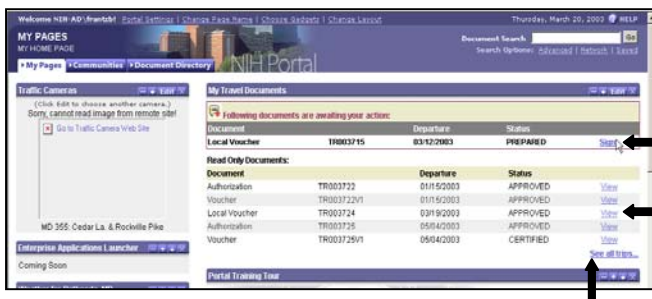 Welcome NIH-AD\frantzbl Portal Settings | Change Page Name | Choose Gadgets | Change Layout Thursday, March 20, 2003 HELP
MY PAGES
MY HOME PAGE
Document Search Go
Search Options: Advanced | Network | Saved
My Pages Communities Document Directory NIH Portal
Traffic Cameras Edit
(Click Edit to choose another camera.)
Sorry, cannot read image from remote site!
Go to Traffic Camera Web Site
MD 355: Cedar La. & Rockville Pike
Enterprise Applications Launcher
Coming Soon
My Travel Documents Edit
Following documents are awaiting your action:
Document Departure Status
Local Voucher TR003715 03/12/2003 PREPARED Sign
Read Only Documents:
Document Departure Status
Authorization TR003722 01/15/2003 APPROVED View
Voucher TR003722V1 01/15/2003 APPROVED View
Local Voucher TR003724 03/19/2003 APPROVED View
Authorization TR003725 05/04/2003 APPROVED View
Voucher TR003725V1 05/04/2003 CERTIFIED View
See all trips...
Portal Training Tour